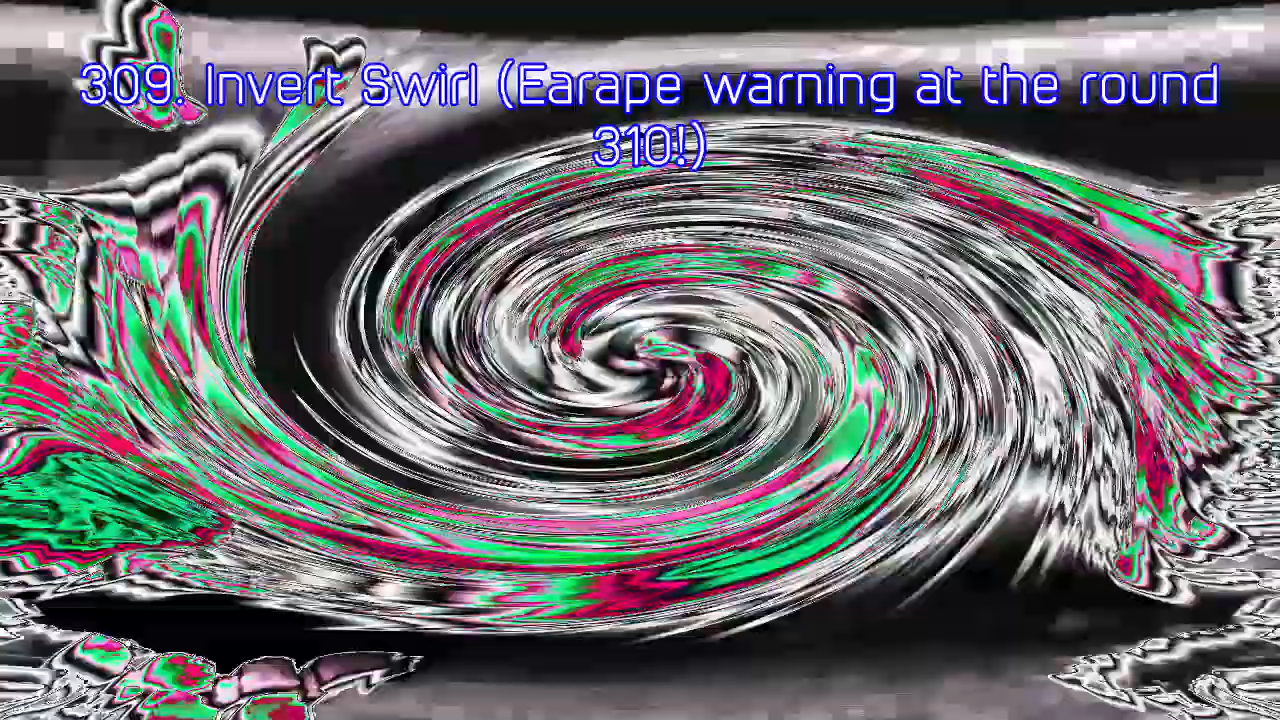 309. Invert Swirl (Earape warning at the round
310!)